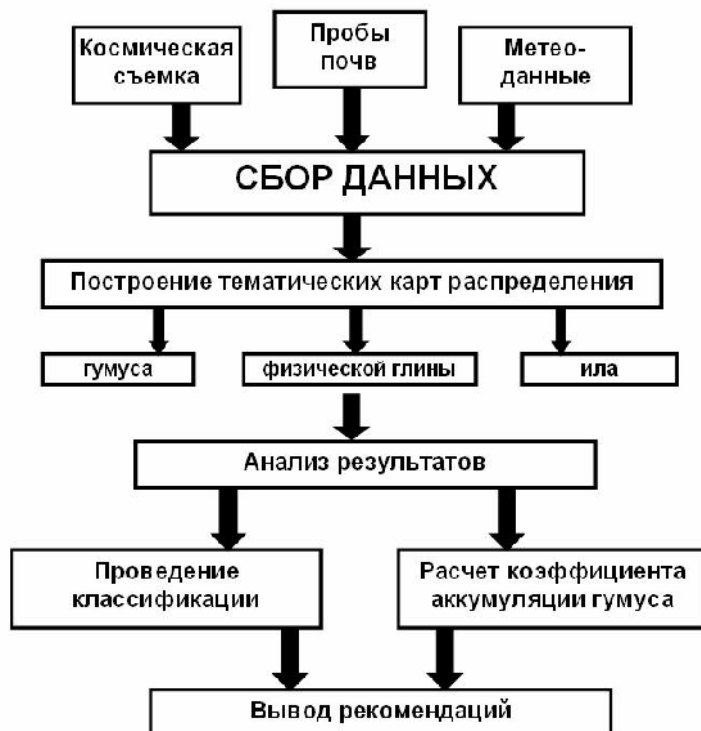 Космическая
съемка
Пробы
почв
Метео-
данные
СБОР ДАННЫХ
Построение тематических карт распределения
гумуса
физической глины
ила
Анализ результатов
Проведение
классификации
Расчет коэффициента
аккумуляции гумуса
Вывод рекомендаций